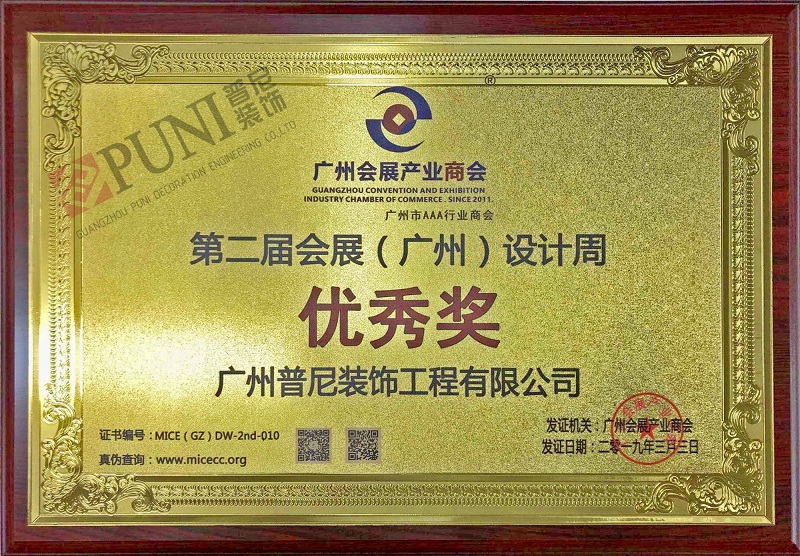 PUNI 普尼装饰
GUANGZHOU PUNI DECORATION ENGINEERING CO.,LTD
®
广州会展产业商会
GUANGZHOU CONVENTION AND EXHIBITION
INDUSTRY CHAMBER OF COMMERCE . SINCE 2011.
广州市AAA行业商会
第二届会展（广州）设计周
优秀奖
广州普尼装饰工程有限公司
证书编号：MICE（GZ）DW-2nd-010
真伪查询：www.micecc.org
发证机关：广州会展产业商会
发证日期：二零一九年三月三日